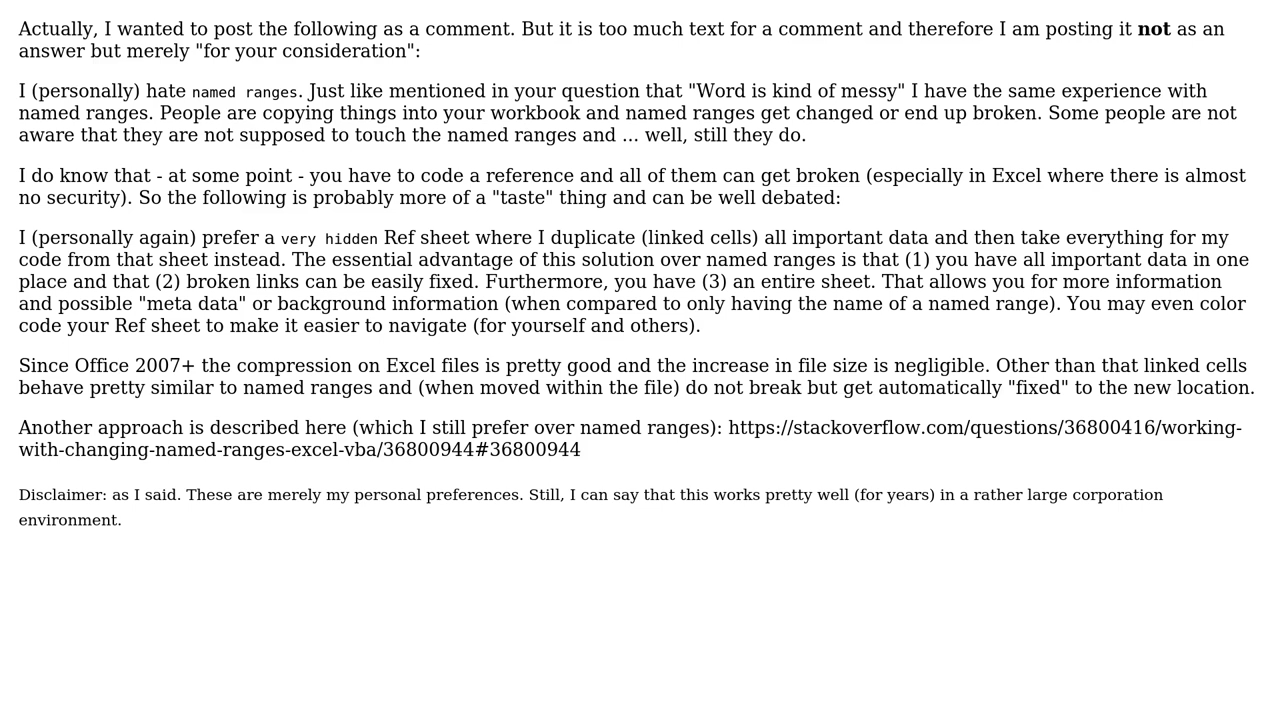 Actually, I wanted to post the following as a comment. But it is too much text for a comment and therefore I am posting it not as an
answer but merely "for your consideration":
I (personally) hate named ranges. Just like mentioned in your question that "Word is kind of messy" I have the same experience with
named ranges. People are copying things into your workbook and named ranges get changed or end up broken. Some people are not
aware that they are not supposed to touch the named ranges and ... well, still they do.
I do know that - at some point - you have to code a reference and all of them can get broken (especially in Excel where there is almost
no security). So the following is probably more of a "taste" thing and can be well debated:
I (personally again) prefer a very hidden Ref sheet where I duplicate (linked cells) all important data and then take everything for my
code from that sheet instead. The essential advantage of this solution over named ranges is that (1) you have all important data in one
place and that (2) broken links can be easily fixed. Furthermore, you have (3) an entire sheet. That allows you for more information
and possible "meta data" or background information (when compared to only having the name of a named range). You may even color
code your Ref sheet to make it easier to navigate (for yourself and others).
Since Office 2007+ the compression on Excel files is pretty good and the increase in file size is negligible. Other than that linked cells
behave pretty similar to named ranges and (when moved within the file) do not break but get automatically "fixed" to the new location.
Another approach is described here (which I still prefer over named ranges): https://stackoverflow.com/questions/36800416/working-
with-changing-named-ranges-excel-vba/36800944#36800944
Disclaimer: as I said. These are merely my personal preferences. Still, I can say that this works pretty well (for years) in a rather large corporation
environment.